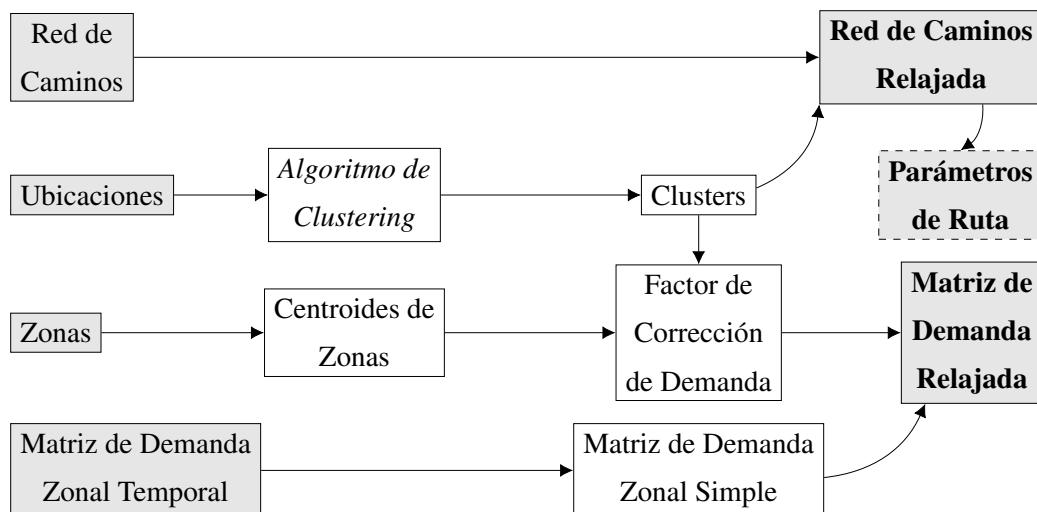 Red de
Caminos
Red de Caminos
Relajada
Ubicaciones
Algoritmo de
Clustering
Clusters
Parámetros
de Ruta
Zonas
Centroides de
Zonas
Factor de
Corrección
de Demanda
Matriz de
Demanda
Relajada
Matriz de Demanda
Zonal Temporal
Matriz de Demanda
Zonal Simple